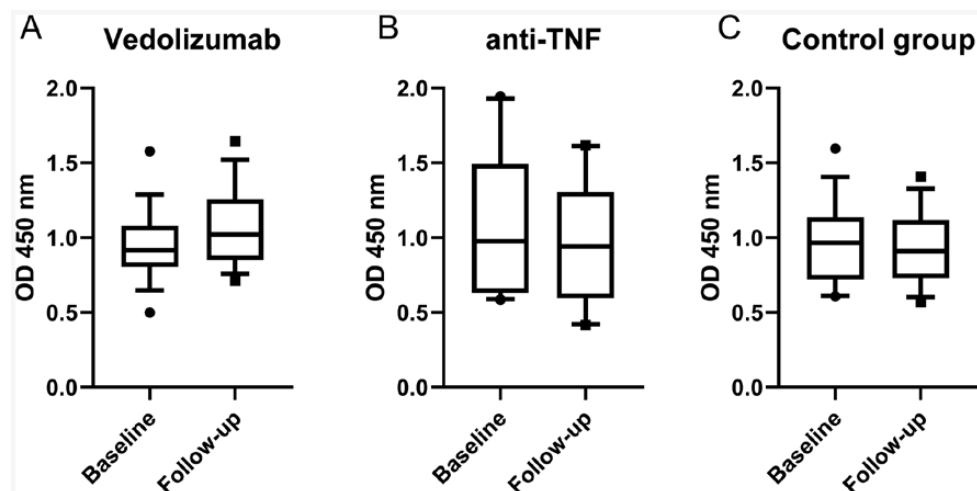 A Vedolizumab
OD 450 nm
2.0
1.5
1.0
0.5
0.0
Baseline
Follow-up
B anti-TNF
OD 450 nm
2.0
1.5
1.0
0.5
0.0
Baseline
Follow-up
C Control group
OD 450 nm
2.0
1.5
1.0
0.5
0.0
Baseline
Follow-up